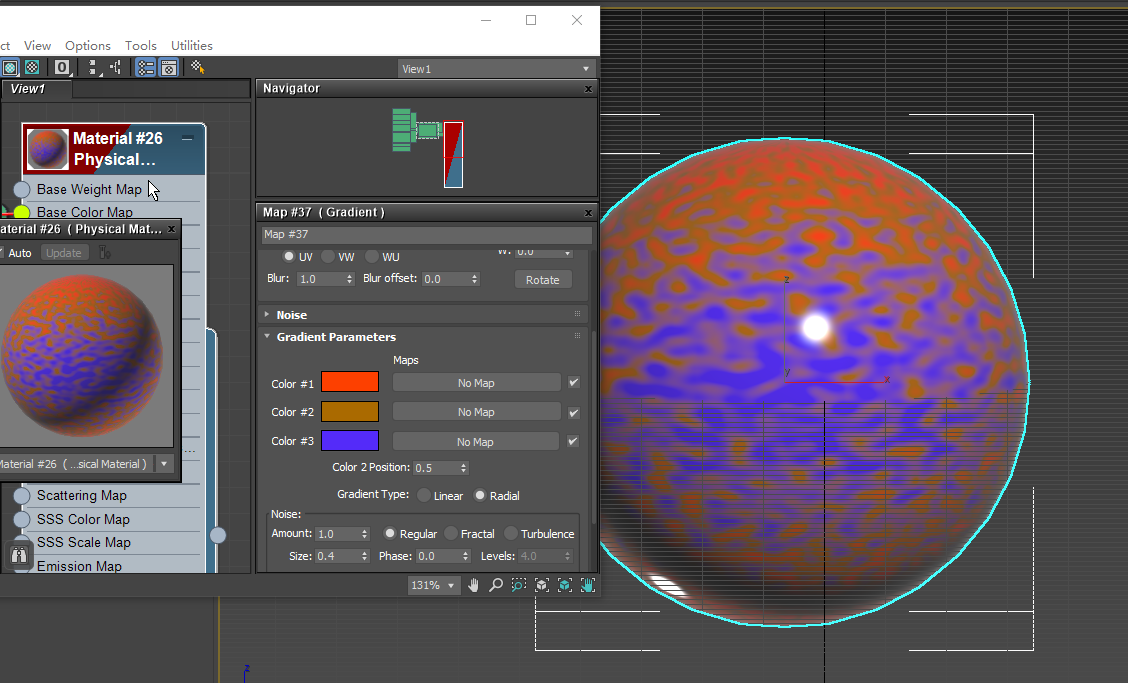 ct View Options Tools Utilities
0
View1
View1
Navigator
Material #26
Physical...
Base Weight Map
Base Color Map
aterial #26 ( Physical Mat...
Auto Update
Material #26 ( ...sical Material )
...
Scattering Map
SSS Color Map
SSS Scale Map
Emission Map
Map #37 ( Gradient )
Map #37
UV VW WU W: 0.0
Blur: 1.0 Blur offset: 0.0 Rotate
Noise
Gradient Parameters
Maps
Color #1 No Map
Color #2 No Map
Color #3 No Map
Color 2 Position: 0.5
Gradient Type: Linear Radial
Noise:
Amount: 1.0 Regular Fractal Turbulence
Size: 0.4 Phase: 0.0 Levels: 4.0
131%
z
y
x
z